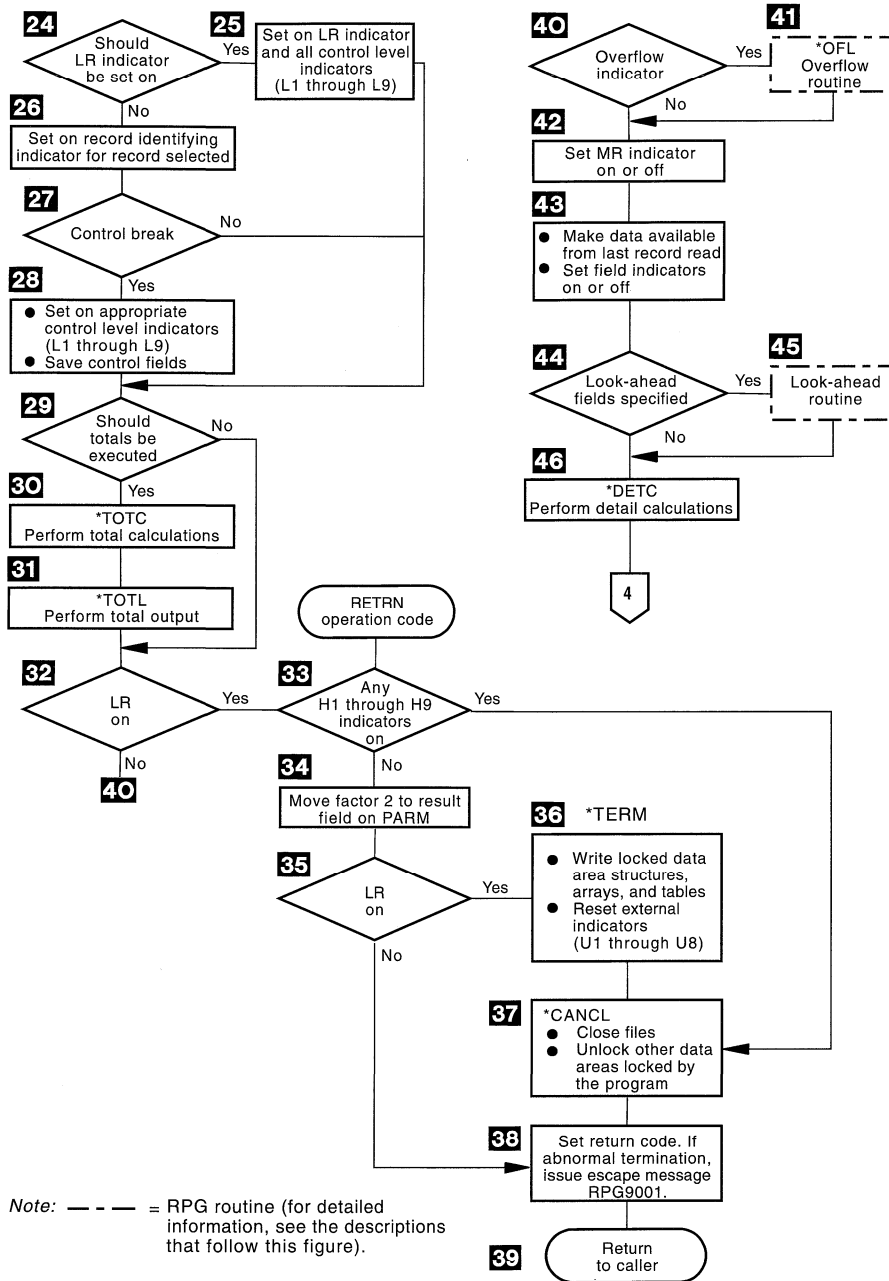 24
Should
LR indicator
be set on
Yes
25
Set on LR indicator
and all control level
indicators
(L1 through L9)
No
26
Set on record identifying
indicator for record selected
27
Control break
No
Yes
28
● Set on appropriate
control level indicators
(L1 through L9)
● Save control fields
29
Should
totals be
executed
No
Yes
30
*TOTC
Perform total calculations
31
*TOTL
Perform total output
32
LR
on
Yes
No
40
RETRN
operation code
33
Any
H1 through H9
indicators
on
Yes
No
34
Move factor 2 to result
field on PARM
35
LR
on
Yes
No
36 *TERM
● Write locked data
area structures,
arrays, and tables
● Reset external
indicators
(U1 through U8)
37
*CANCL
● Close files
● Unlock other data
areas locked by
the program
38
Set return code. If
abnormal termination,
issue escape message
RPG9001.
39
Return
to caller
40
Overflow
indicator
Yes
41
*OFL
Overflow
routine
No
42
Set MR indicator
on or off
43
● Make data available
from last record read
● Set field indicators
on or off
44
Look-ahead
fields specified
Yes
45
Look-ahead
routine
No
46
*DETC
Perform detail calculations
4
Note: — - — - — = RPG routine (for detailed
information, see the descriptions
that follow this figure).